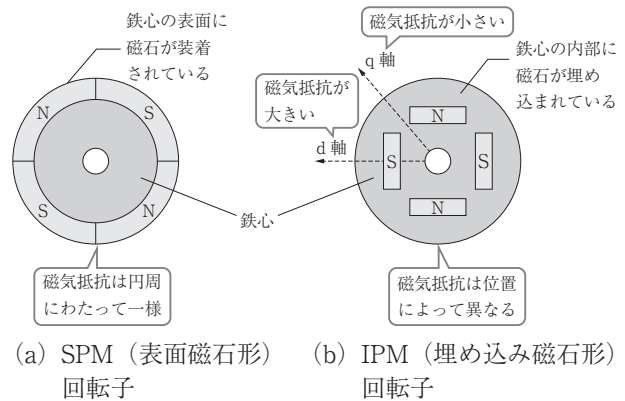 鉄心の表面に
磁石が装着
されている
N
S
S
N
磁気抵抗は円周
にわたって一様
(a) SPM（表面磁石形）
回転子
鉄心
磁気抵抗が小さい
q 軸
磁気抵抗が
大きい
d 軸
鉄心の内部に
磁石が埋め
込まれている
N
S
S
N
磁気抵抗は位置
によって異なる
(b) IPM（埋め込み磁石形）
回転子